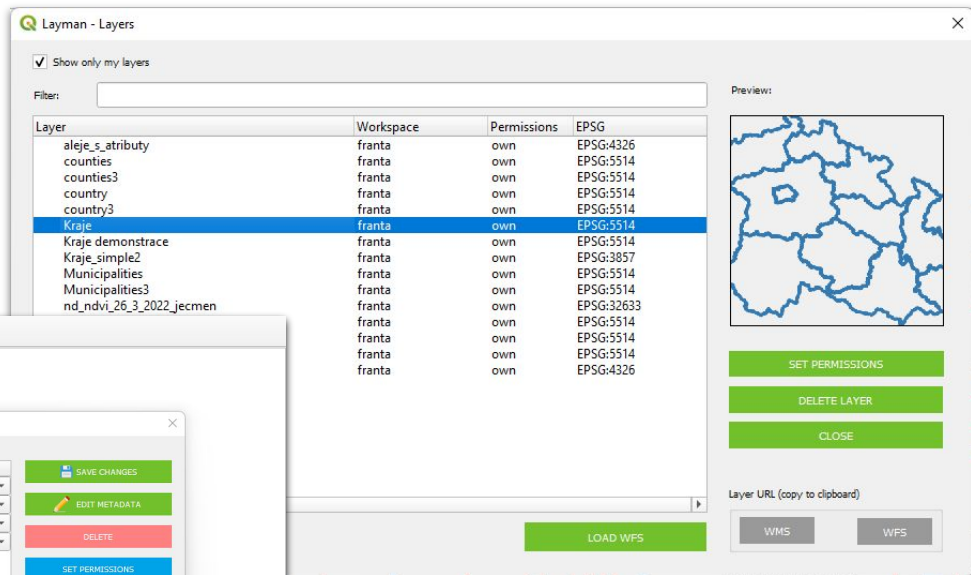 Layman - Layers
Show only my layers
Filter:
Preview:
Layer Workspace Permissions EPSG
aleje_s_atributy franta own EPSG:4326
counties franta own EPSG:5514
counties3 franta own EPSG:5514
country franta own EPSG:5514
country3 franta own EPSG:5514
Kraje franta own EPSG:5514
Kraje demonstrace franta own EPSG:5514
Kraje_simple2 franta own EPSG:3857
Municipalities franta own EPSG:5514
Municipalities3 franta own EPSG:5514
nd_ndvi_26_3_2022_jecmen franta own EPSG:32633
franta own EPSG:5514
franta own EPSG:5514
franta own EPSG:5514
franta own EPSG:4326
SET PERMISSIONS
DELETE LAYER
CLOSE
Layer URL (copy to clipboard)
WMS WFS
LOAD WFS
SAVE CHANGES
EDIT METADATA
DELETE
SET PERMISSIONS